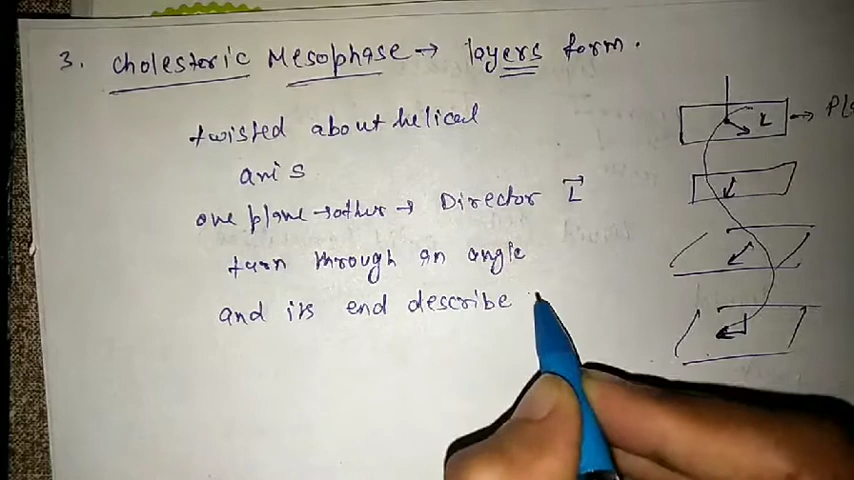 3. Cholesteric Mesophase → layers form.
twisted about helical
axis
one plane → other → Director L
turn through an angle
and its end describe
L